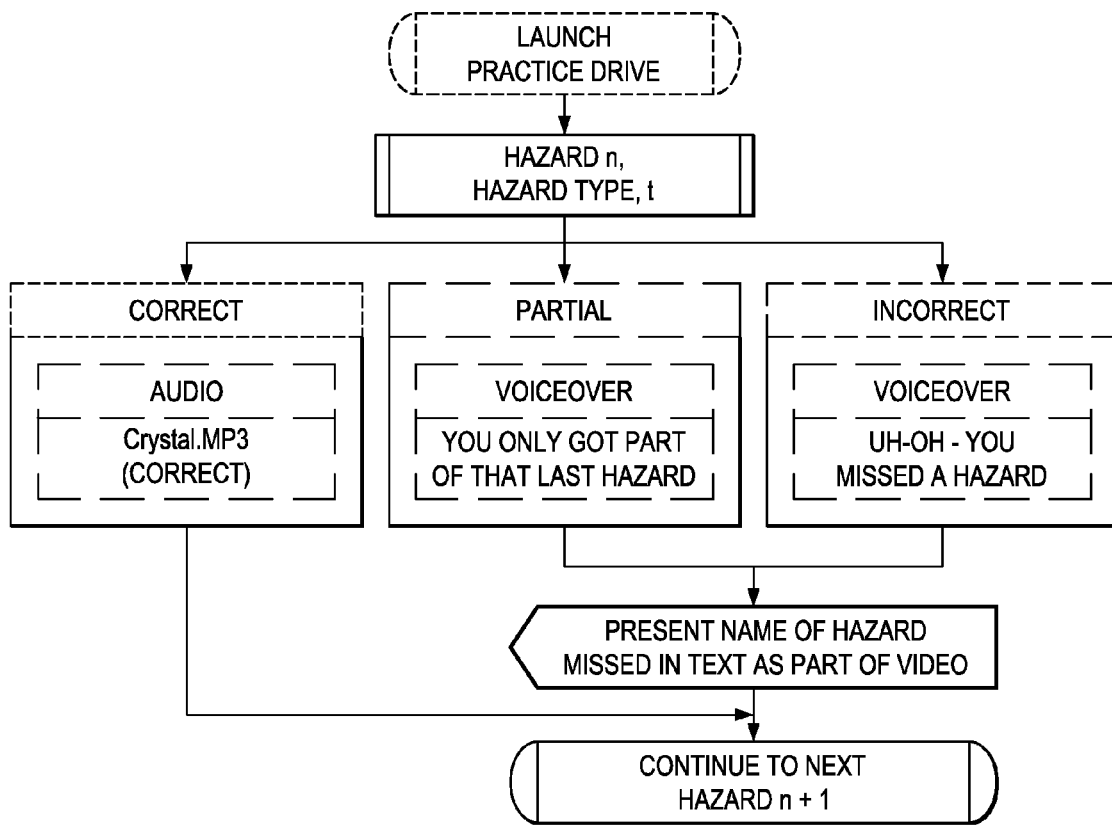 LAUNCH
PRACTICE DRIVE
HAZARD n,
HAZARD TYPE, t
CORRECT
AUDIO
Crystal.MP3
(CORRECT)
PARTIAL
VOICEOVER
YOU ONLY GOT PART
OF THAT LAST HAZARD
INCORRECT
VOICEOVER
UH-OH - YOU
MISSED A HAZARD
PRESENT NAME OF HAZARD
MISSED IN TEXT AS PART OF VIDEO
CONTINUE TO NEXT
HAZARD n + 1